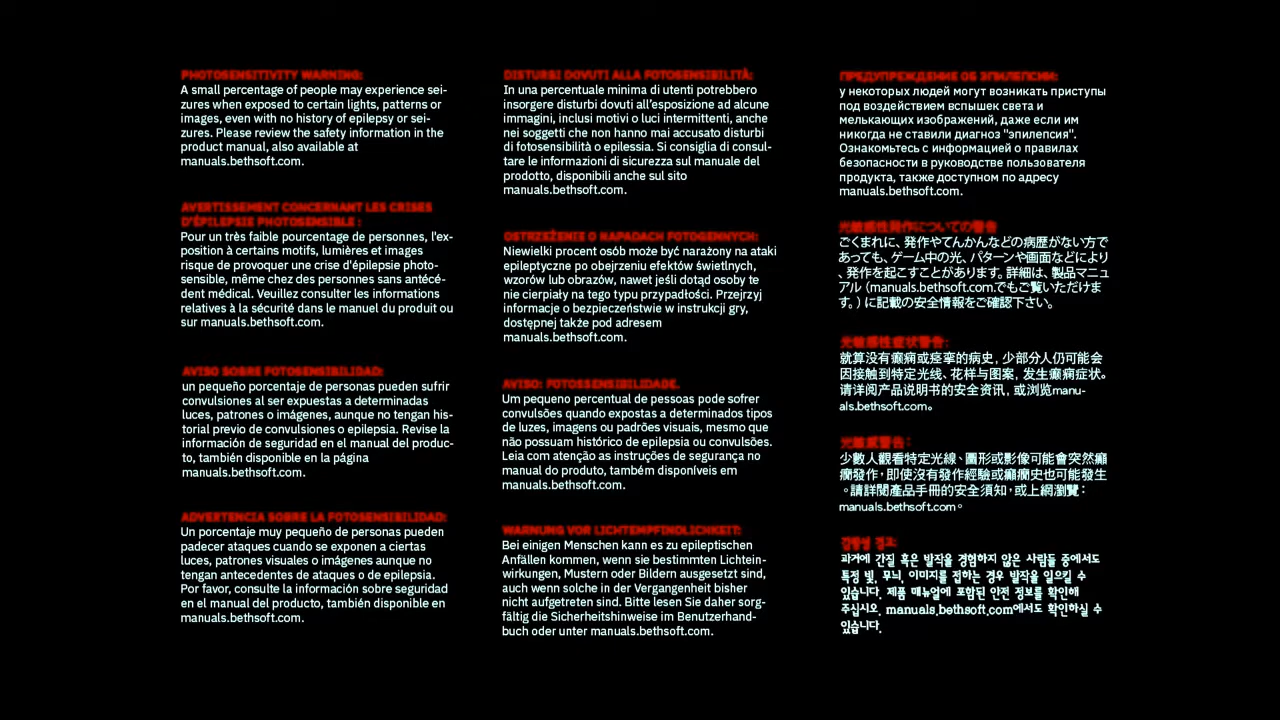 PHOTOSENSITIVITY WARNING:
A small percentage of people may experience sei-
zures when exposed to certain lights, patterns or
images, even with no history of epilepsy or sei-
zures. Please review the safety information in the
product manual, also available at
manuals.bethsoft.com.
AVERTISSEMENT CONCERNANT LES CRISES
D'ÉPILEPSIE PHOTOSENSIBLE :
Pour un très faible pourcentage de personnes, l'ex-
position à certains motifs, lumières et images
risque de provoquer une crise d'épilepsie photo-
sensible, même chez des personnes sans antécé-
dent médical. Veuillez consulter les informations
relatives à la sécurité dans le manuel du produit ou
sur manuals.bethsoft.com.
AVISO SOBRE FOTOSENSIBILIDAD:
un pequeño porcentaje de personas pueden sufrir
convulsiones al ser expuestas a determinadas
luces, patrones o imágenes, aunque no tengan his-
torial previo de convulsiones o epilepsia. Revise la
información de seguridad en el manual del produc-
to, también disponible en la página
manuals.bethsoft.com.
ADVERTENCIA SOBRE LA FOTOSENSIBILIDAD:
Un porcentaje muy pequeño de personas pueden
padecer ataques cuando se exponen a ciertas
luces, patrones visuales o imágenes aunque no
tengan antecedentes de ataques o de epilepsia.
Por favor, consulte la información sobre seguridad
en el manual del producto, también disponible en
manuals.bethsoft.com.
DISTURBI DOVUTI ALLA FOTOSENSIBILITÀ:
In una percentuale minima di utenti potrebbero
insorgere disturbi dovuti all'esposizione ad alcune
immagini, inclusi motivi o luci intermittenti, anche
nei soggetti che non hanno mai accusato disturbi
di fotosensibilità o epilessia. Si consiglia di consul-
tare le informazioni di sicurezza sul manuale del
prodotto, disponibili anche sul sito
manuals.bethsoft.com.
OSTRZEŻENIE O NAPADACH FOTOGENNYCH:
Niewielki procent osób może być narażony na ataki
epileptyczne po obejrzeniu efektów świetlnych,
wzorów lub obrazów, nawet jeśli dotąd osoby te
nie cierpiały na tego typu przypadłości. Przejrzyj
informacje o bezpieczeństwie w instrukcji gry,
dostępnej także pod adresem
manuals.bethsoft.com.
AVISO: FOTOSSENSIBILIDADE.
Um pequeno percentual de pessoas pode sofrer
convulsões quando expostas a determinados tipos
de luzes, imagens ou padrões visuais, mesmo que
não possuam histórico de epilepsia ou convulsões.
Leia com atenção as instruções de segurança no
manual do produto, também disponíveis em
manuals.bethsoft.com.
WARNUNG VOR LICHTEMPFINDLICHKEIT:
Bei einigen Menschen kann es zu epileptischen
Anfällen kommen, wenn sie bestimmten Lichtein-
wirkungen, Mustern oder Bildern ausgesetzt sind,
auch wenn solche in der Vergangenheit bisher
nicht aufgetreten sind. Bitte lesen Sie daher sorg-
fältig die Sicherheitshinweise im Benutzerhand-
buch oder unter manuals.bethsoft.com.
ПРЕДУПРЕЖДЕНИЕ ОБ ЭПИЛЕПСИИ:
у некоторых людей могут возникать приступы
под воздействием вспышек света и
мелькающих изображений, даже если им
никогда не ставили диагноз "эпилепсия".
Ознакомьтесь с информацией о правилах
безопасности в руководстве пользователя
продукта, также доступном по адресу
manuals.bethsoft.com.
光敏感性発作についての警告
ごくまれに、発作やてんかんなどの病歴がない方で
あっても、ゲーム中の光、パターンや画面などにより
、発作を起こすことがあります。詳細は、製品マニュ
アル（manuals.bethsoft.comでもご覧いただけま
す。）に記載の安全情報をご確認下さい。
光敏感性症状警告：
就算没有癫痫或痉挛的病史，少部分人仍可能会
因接触到特定光线、花样与图案，发生癫痫症状。
请详阅产品说明书的安全资讯，或浏览manu-
als.bethsoft.com。
光敏感警告：
少數人觀看特定光線、圖形或影像可能會突然癲
癇發作，即使沒有發作經驗或癲癇史也可能發生
。請詳閱產品手冊的安全須知，或上網瀏覽：
manuals.bethsoft.com。
감광성 경고:
과거에 간질 혹은 발작을 경험하지 않은 사람들 중에서도
특정 빛, 무늬, 이미지를 접하는 경우 발작을 일으킬 수
있습니다. 제품 매뉴얼에 포함된 안전 정보를 확인해
주십시오. manuals.bethsoft.com에서도 확인하실 수
있습니다.